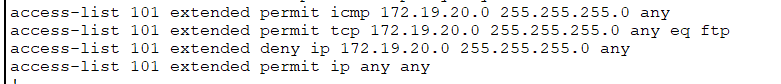 access-list 101 extended permit icmp 172.19.20.0 255.255.255.0 any
access-list 101 extended permit tcp 172.19.20.0 255.255.255.0 any eq ftp
access-list 101 extended deny ip 172.19.20.0 255.255.255.0 any
access-list 101 extended permit ip any any